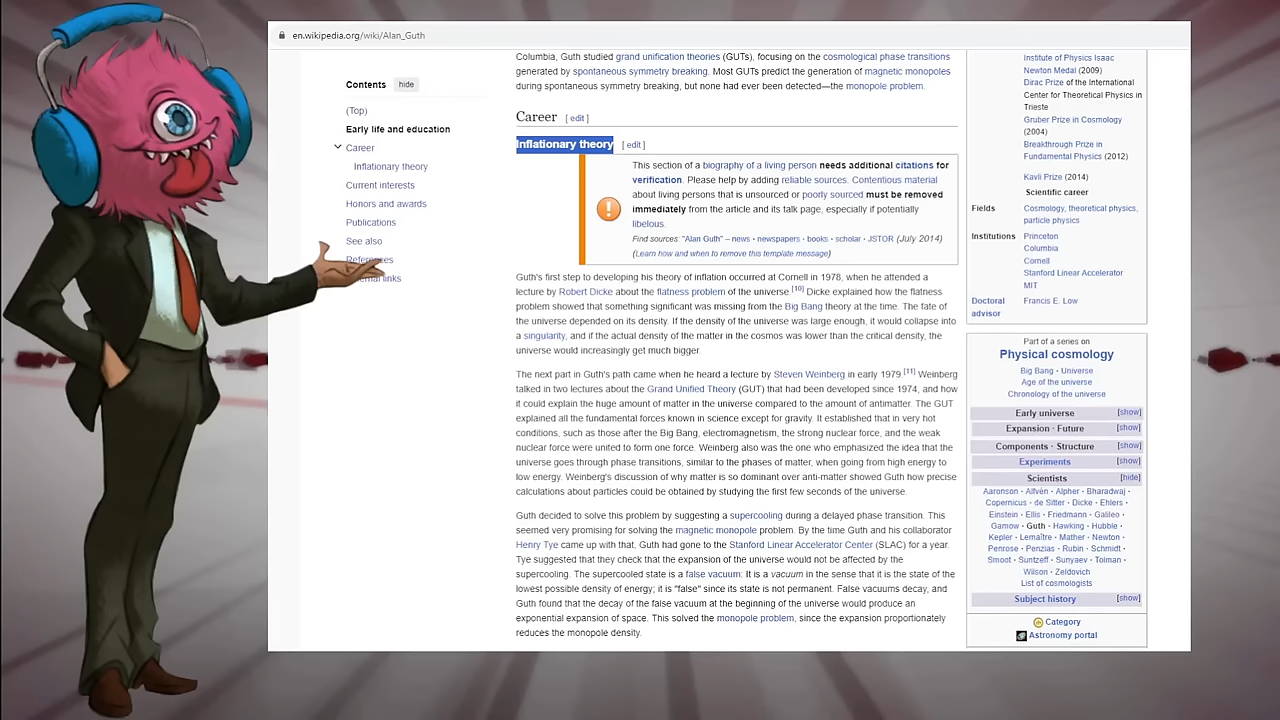 en.wikipedia.org/wiki/Alan_Guth
Contents hide
(Top)
Early life and education
Career
Inflationary theory
Current interests
Honors and awards
Publications
See also
References
links
Columbia, Guth studied grand unification theories (GUTs), focusing on the cosmological phase transitions
generated by spontaneous symmetry breaking. Most GUTs predict the generation of magnetic monopoles
during spontaneous symmetry breaking, but none had ever been detected—the monopole problem.
Career [ edit ]
Inflationary theory [ edit ]
This section of a biography of a living person needs additional citations for
verification. Please help by adding reliable sources. Contentious material
about living persons that is unsourced or poorly sourced must be removed
immediately from the article and its talk page, especially if potentially
libelous.
Find sources: "Alan Guth" – news · newspapers · books · scholar · JSTOR (July 2014)
(Learn how and when to remove this template message)
Guth's first step to developing his theory of inflation occurred at Cornell in 1978, when he attended a
lecture by Robert Dicke about the flatness problem of the universe.[10] Dicke explained how the flatness
problem showed that something significant was missing from the Big Bang theory at the time. The fate of
the universe depended on its density. If the density of the universe was large enough, it would collapse into
a singularity, and if the actual density of the matter in the cosmos was lower than the critical density, the
universe would increasingly get much bigger.
The next part in Guth's path came when he heard a lecture by Steven Weinberg in early 1979.[11] Weinberg
talked in two lectures about the Grand Unified Theory (GUT) that had been developed since 1974, and how
it could explain the huge amount of matter in the universe compared to the amount of antimatter. The GUT
explained all the fundamental forces known in science except for gravity. It established that in very hot
conditions, such as those after the Big Bang, electromagnetism, the strong nuclear force, and the weak
nuclear force were united to form one force. Weinberg also was the one who emphasized the idea that the
universe goes through phase transitions, similar to the phases of matter, when going from high energy to
low energy. Weinberg's discussion of why matter is so dominant over anti-matter showed Guth how precise
calculations about particles could be obtained by studying the first few seconds of the universe.
Guth decided to solve this problem by suggesting a supercooling during a delayed phase transition. This
seemed very promising for solving the magnetic monopole problem. By the time Guth and his collaborator
Henry Tye came up with that, Guth had gone to the Stanford Linear Accelerator Center (SLAC) for a year.
Tye suggested that they check that the expansion of the universe would not be affected by the
supercooling. The supercooled state is a false vacuum: It is a vacuum in the sense that it is the state of the
lowest possible density of energy; it is "false" since its state is not permanent. False vacuums decay, and
Guth found that the decay of the false vacuum at the beginning of the universe would produce an
exponential expansion of space. This solved the monopole problem, since the expansion proportionately
reduces the monopole density.
Institute of Physics Isaac
Newton Medal (2009)
Dirac Prize of the International
Center for Theoretical Physics in
Trieste
Gruber Prize in Cosmology
(2004)
Breakthrough Prize in
Fundamental Physics (2012)
Kavli Prize (2014)
Scientific career
Fields Cosmology, theoretical physics,
particle physics
Institutions Princeton
Columbia
Cornell
Stanford Linear Accelerator
MIT
Doctoral Francis E. Low
advisor
Part of a series on
Physical cosmology
Big Bang · Universe
Age of the universe
Chronology of the universe
Early universe [show]
Expansion · Future [show]
Components · Structure [show]
Experiments [show]
Scientists [hide]
Aaronson · Alfvén · Alpher · Bharadwaj ·
Copernicus · de Sitter · Dicke · Ehlers ·
Einstein · Ellis · Friedmann · Galileo ·
Gamow · Guth · Hawking · Hubble ·
Kepler · Lemaître · Mather · Newton ·
Penrose · Penzias · Rubin · Schmidt ·
Smoot · Suntzeff · Sunyaev · Tolman ·
Wilson · Zeldovich
List of cosmologists
Subject history [show]
Category
Astronomy portal